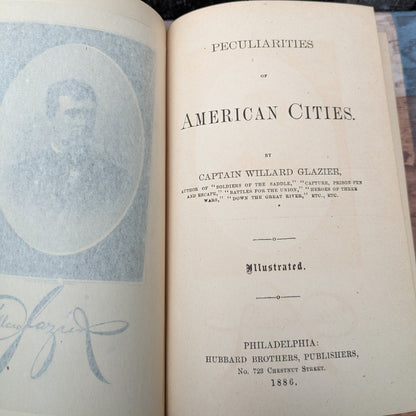 PECULIARITIES
OF
AMERICAN CITIES.
BY
CAPTAIN WILLARD GLAZIER,
AUTHOR OF "SOLDIERS OF THE SADDLE," "CAPTURE, PRISON-PEN
AND ESCAPE," "BATTLES FOR THE UNION," "HEROES OF THREE
WARS," "DOWN THE GREAT RIVER," ETC., ETC.
Illustrated.
PHILADELPHIA:
HUBBARD BROTHERS, PUBLISHERS,
No. 723 CHESTNUT STREET.
1886.